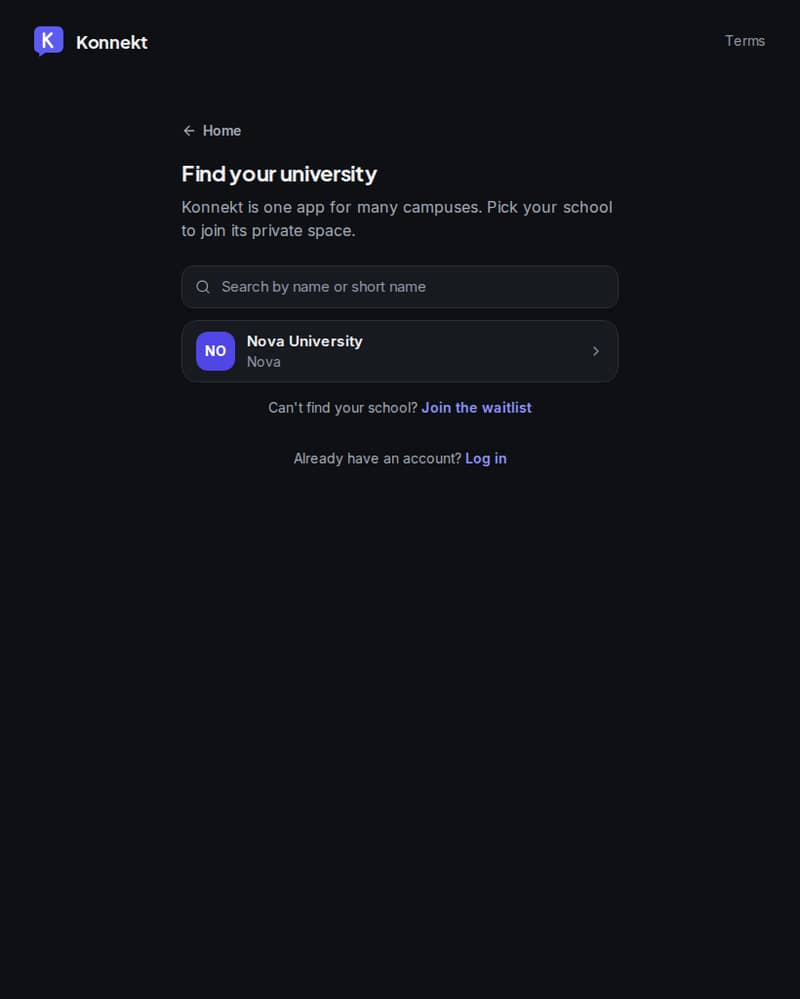 K
Konnekt
Terms
Home
Find your university
Konnekt is one app for many campuses. Pick your school
to join its private space.
Search by name or short name
NO
Nova University
Nova
Can't find your school? Join the waitlist
Already have an account? Log in